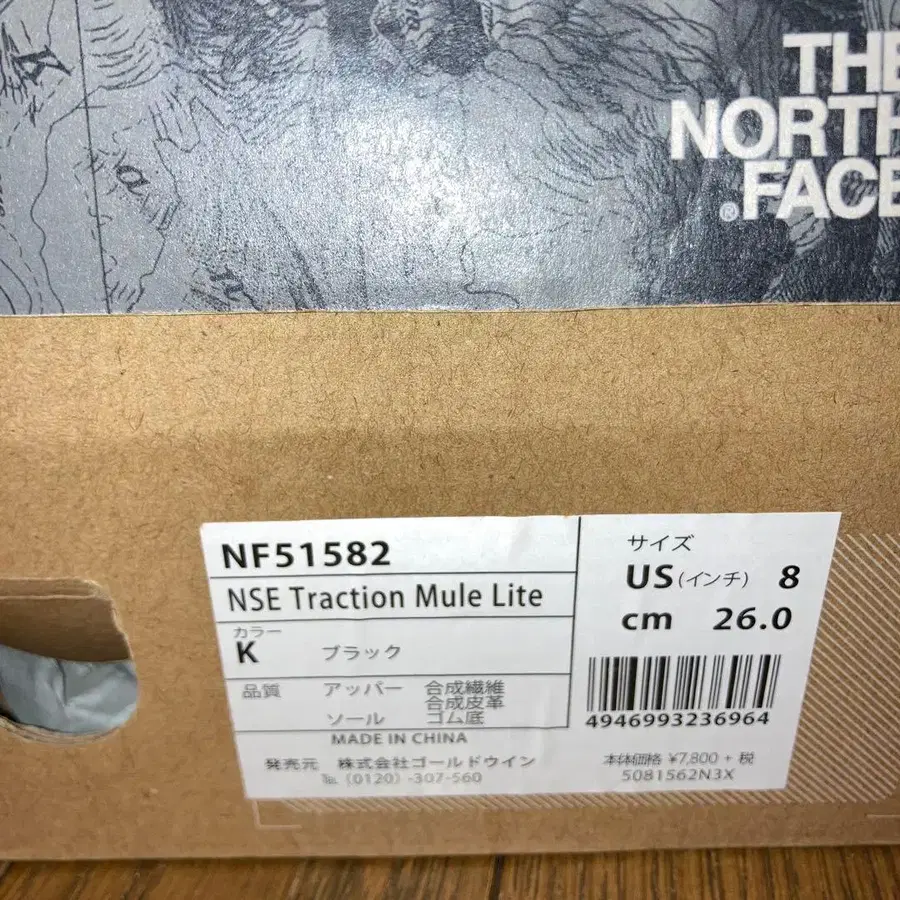 THE
NORTH
FACE
®
NF51582
NSE Traction Mule Lite
カラー
K ブラック
品質 アッパー 合成繊維
合成皮革
ソール ゴム底
MADE IN CHINA
発売元 株式会社ゴールドウイン
℡ (0120) -307-560
サイズ
US (インチ) 8
cm 26.0
4946993236964
本体価格 ¥7,800 + 税
5081562N3X